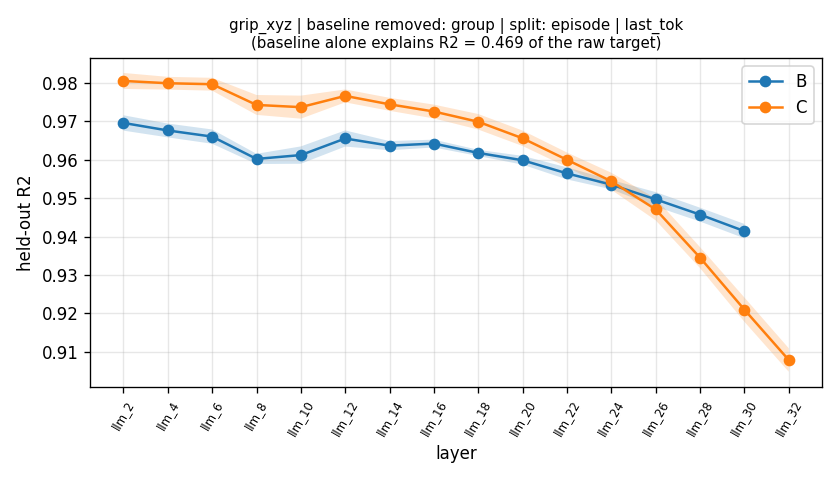 grip_xyz | baseline removed: group | split: episode | last_tok
(baseline alone explains R2 = 0.469 of the raw target)
B
C
held-out R2
0.98
0.97
0.96
0.95
0.94
0.93
0.92
0.91
llm_2
llm_4
llm_6
llm_8
llm_10
llm_12
llm_14
llm_16
llm_18
llm_20
llm_22
llm_24
llm_26
llm_28
llm_30
llm_32
layer